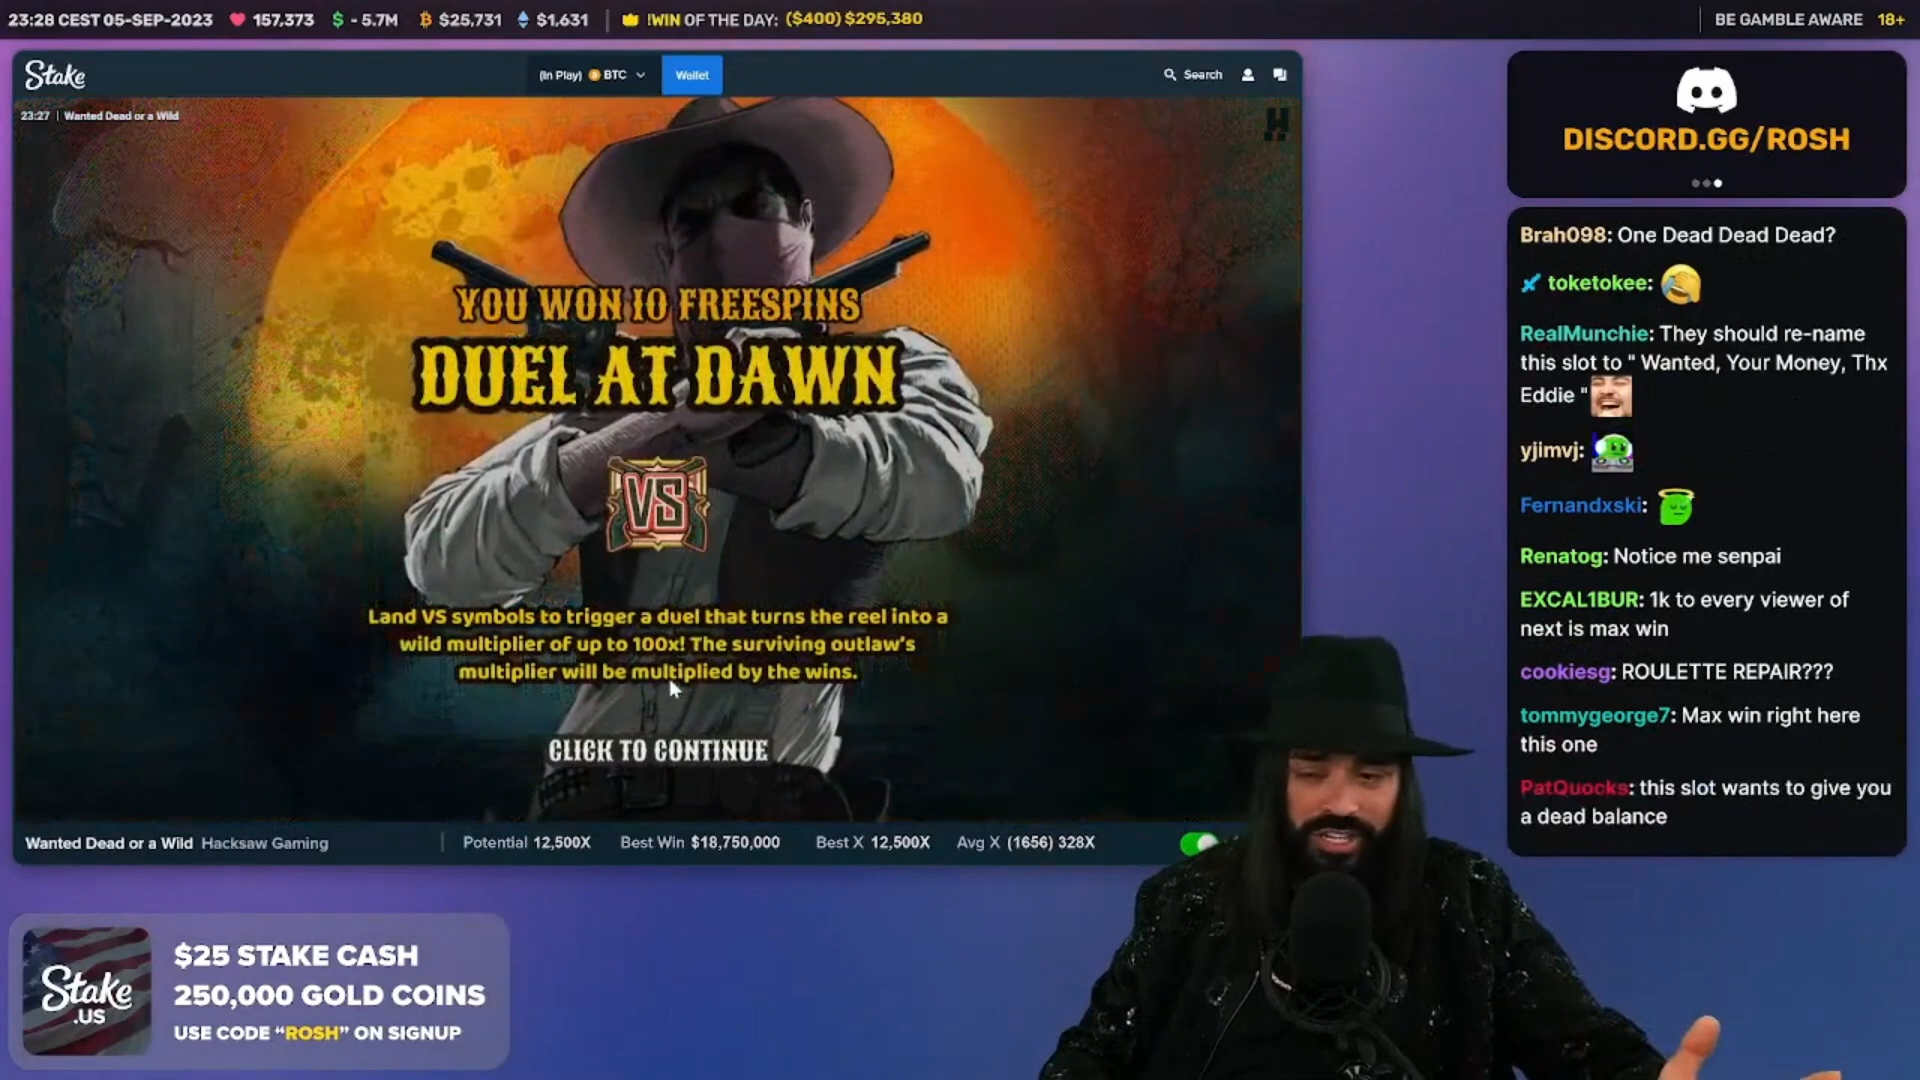 23:28 CEST 05-SEP-2023 157,373 $ - 5.7M $25,731 $1,631 !WIN OF THE DAY: ($400) $295,380
BE GAMBLE AWARE 18+
Stake
(In Play) BTC
Wallet
Search
23:27 | Wanted Dead or a Wild
YOU WON 10 FREESPINS
DUEL AT DAWN
VS
Land VS symbols to trigger a duel that turns the reel into a
wild multiplier of up to 100x! The surviving outlaw's
multiplier will be multiplied by the wins.
CLICK TO CONTINUE
Wanted Dead or a Wild Hacksaw Gaming
Potential 12,500X Best Win $18,750,000 Best X 12,500X Avg X (1656) 328X
DISCORD.GG/ROSH
Brah098: One Dead Dead Dead?
toketokee:
RealMunchie: They should re-name
this slot to " Wanted, Your Money, Thx
Eddie "
yjimvj:
Fernandxski:
Renatog: Notice me senpai
EXCAL1BUR: 1k to every viewer of
next is max win
cookiesg: ROULETTE REPAIR???
tommygeorge7: Max win right here
this one
PatQuocks: this slot wants to give you
a dead balance
Stake
.US
$25 STAKE CASH
250,000 GOLD COINS
USE CODE “ROSH” ON SIGNUP